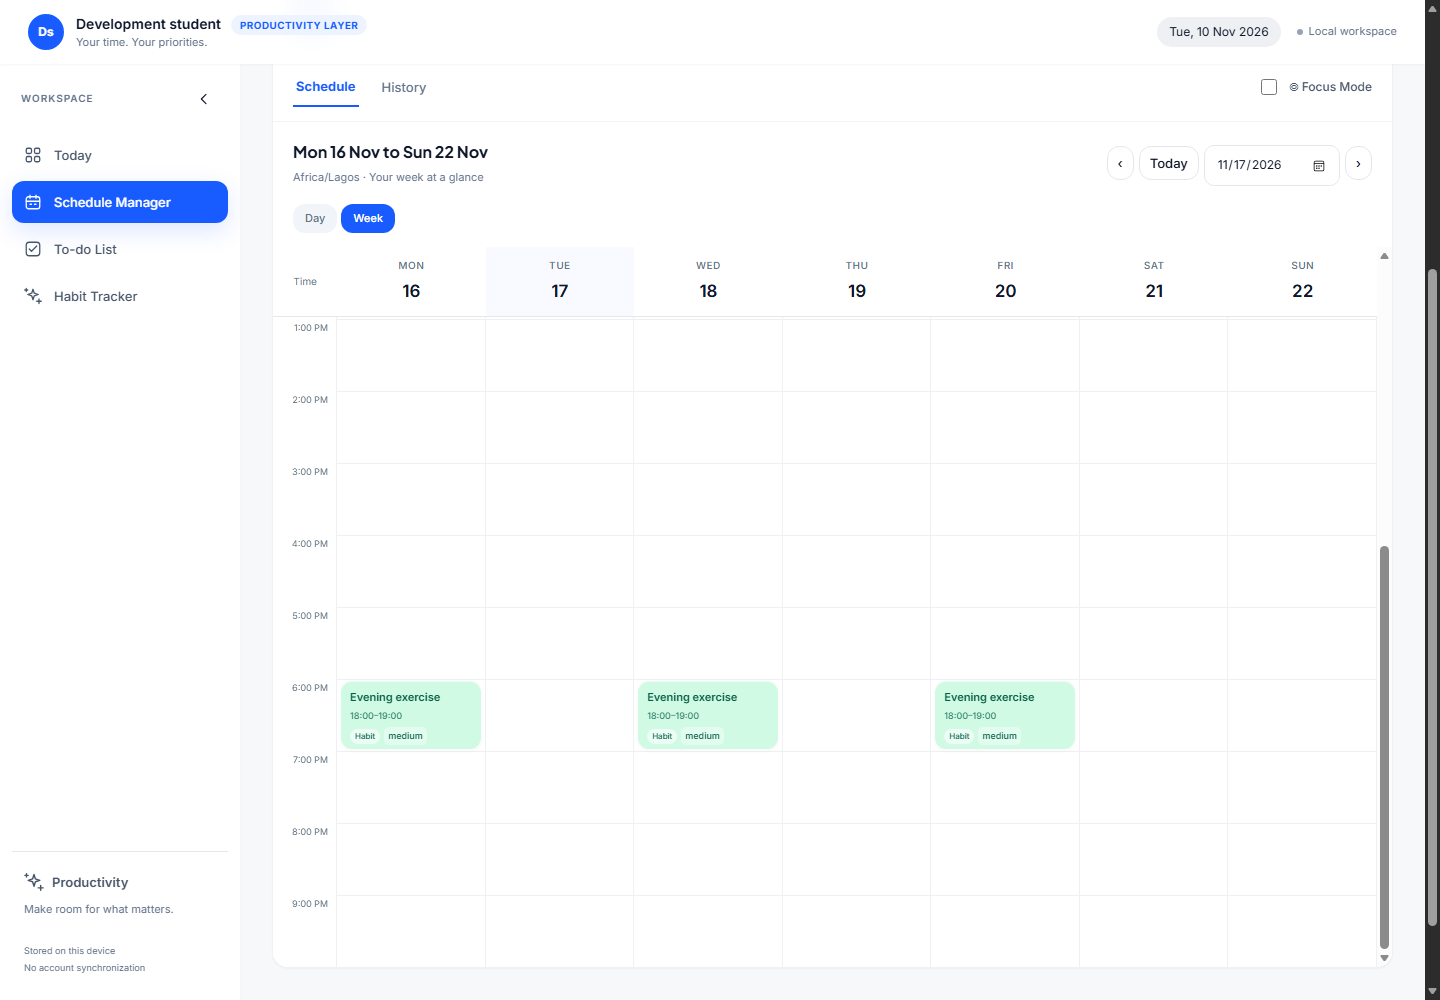 Ds
Development student
PRODUCTIVITY LAYER
Your time. Your priorities.
Tue, 10 Nov 2026
Local workspace
WORKSPACE
Today
Schedule Manager
To-do List
Habit Tracker
Productivity
Make room for what matters.
Stored on this device
No account synchronization
Schedule
History
Focus Mode
Mon 16 Nov to Sun 22 Nov
Africa/Lagos · Your week at a glance
‹
Today
11/17/2026
›
Day
Week
Time
MON
16
TUE
17
WED
18
THU
19
FRI
20
SAT
21
SUN
22
1:00 PM
2:00 PM
3:00 PM
4:00 PM
5:00 PM
6:00 PM
Evening exercise
18:00–19:00
Habit
medium
Evening exercise
18:00–19:00
Habit
medium
Evening exercise
18:00–19:00
Habit
medium
7:00 PM
8:00 PM
9:00 PM